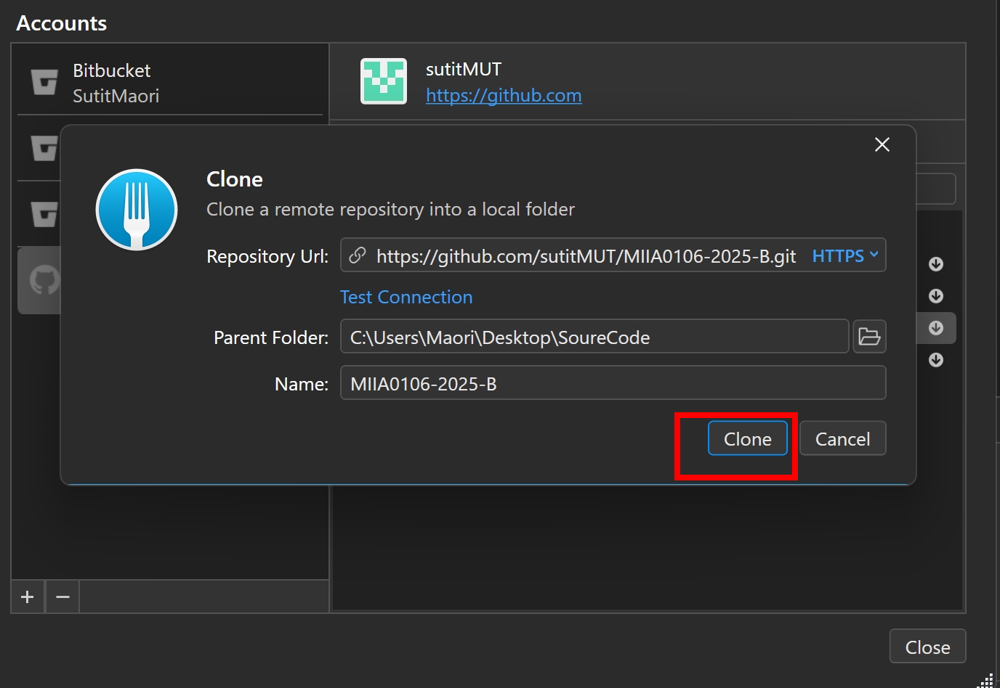 Accounts
Bitbucket
SutitMaori
sutitMUT
https://github.com
Clone
Clone a remote repository into a local folder
Repository Url: https://github.com/sutitMUT/MIIA0106-2025-B.git HTTPS
Test Connection
Parent Folder: C:\Users\Maori\Desktop\SoureCode
Name: MIIA0106-2025-B
Clone Cancel
Close